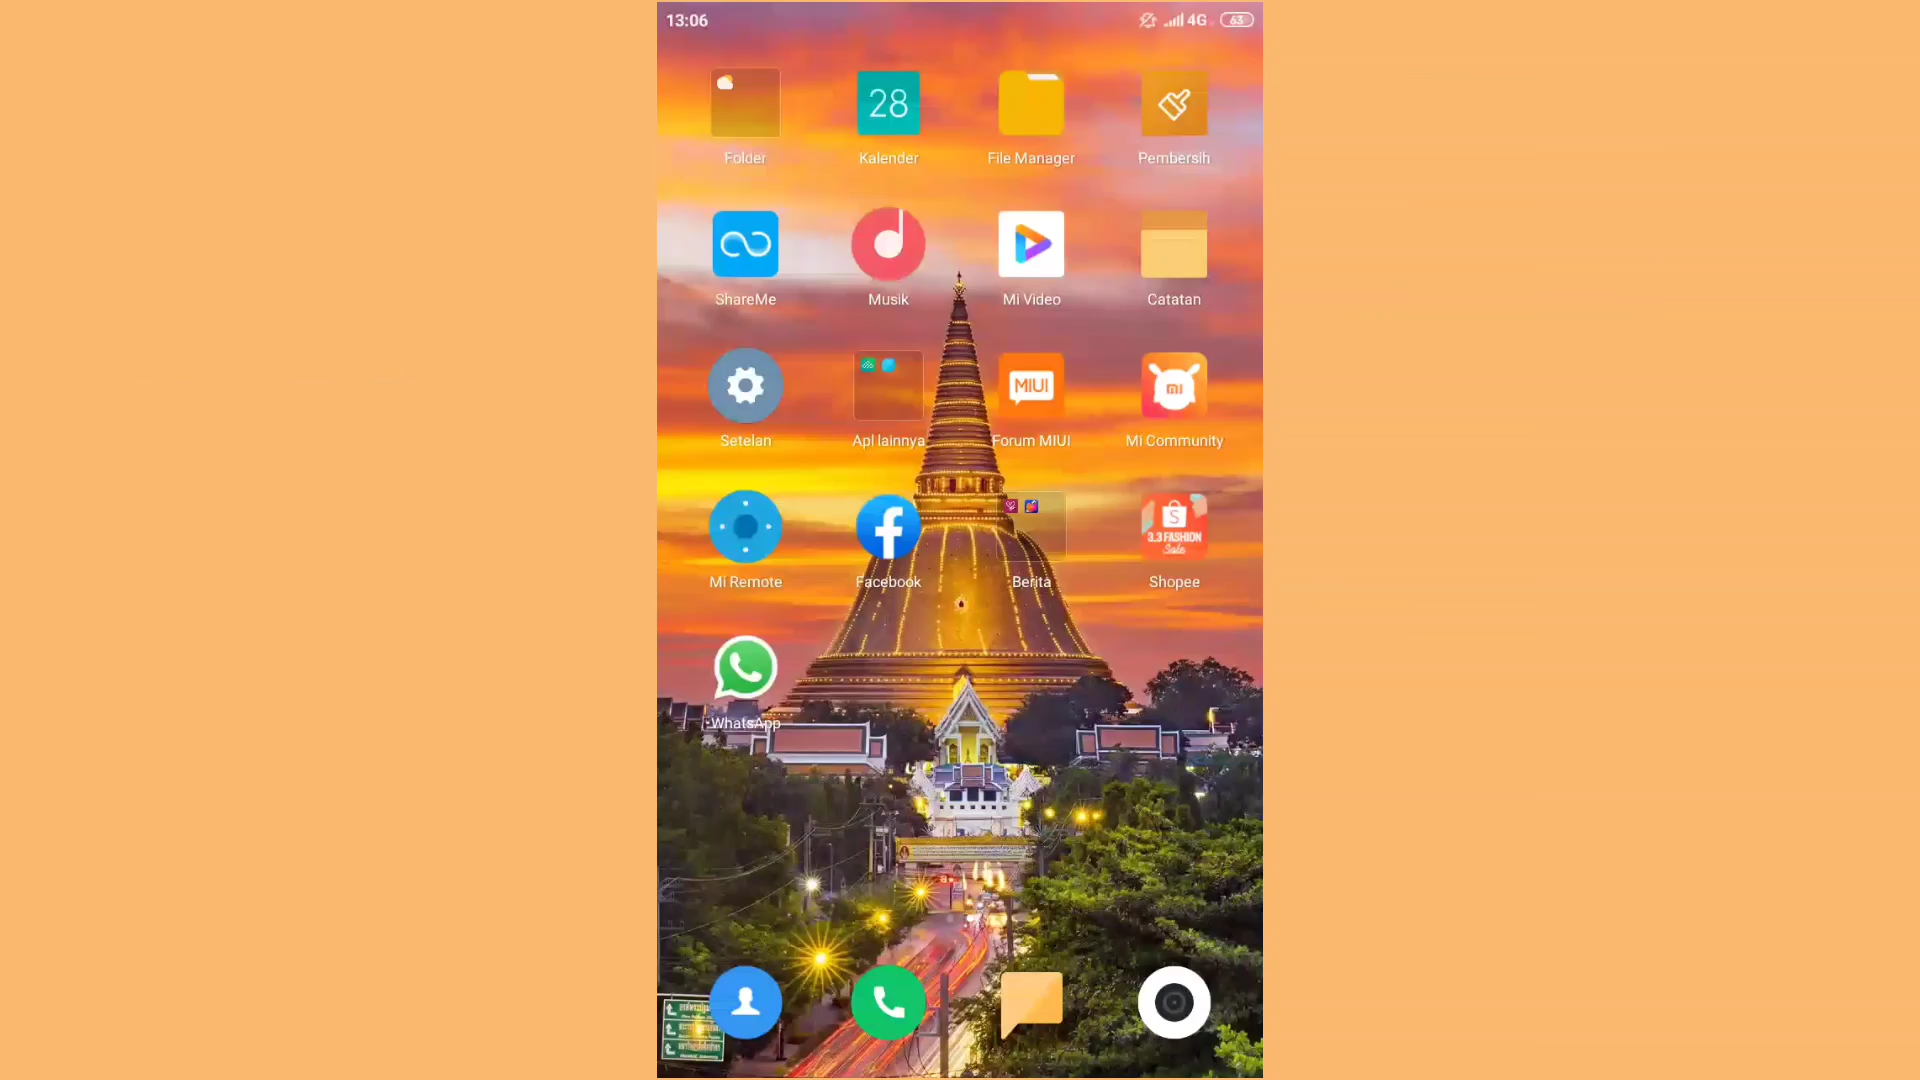 13:06
4G
63
28
Folder
Kalender
File Manager
Pembersih
ShareMe
Musik
Mi Video
Catatan
MIUI
mi
Setelan
Apl lainnya
Forum MIUI
Mi Community
S
3.3 FASHION
Sale
Mi Remote
Facebook
Berita
Shopee
WhatsApp